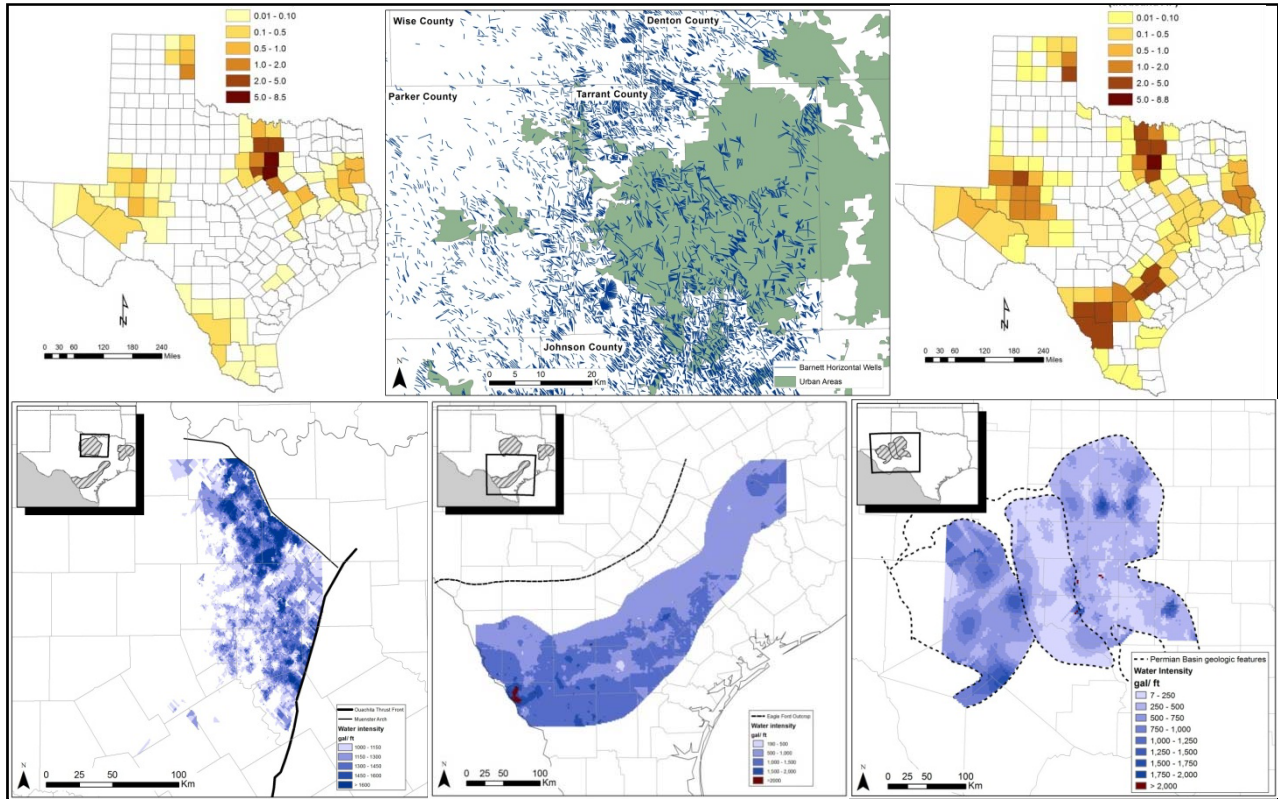 0.01 - 0.10
0.1 - 0.5
0.5 - 1.0
1.0 - 2.0
2.0 - 5.0
5.0 - 8.8
N
0 30 60 120 180 240
Miles
Wise County
Denton County
Parker County
Tarrant County
Johnson County
0 5 10 20
Km
Barnett Horizontal Wells
Urban Areas
0.01 - 0.10
0.1 - 0.5
0.5 - 1.0
1.0 - 2.0
2.0 - 5.0
5.0 - 8.8
N
0 30 60 120 180 240
Miles
Ouachita Thrust Front
Muenster Arch
Water intensity
gal/ ft
1000 - 1150
1150 - 1300
1300 - 1450
1450 - 1600
> 1600
N
0 25 50 100
Km
Eagle Ford Outcrop
Water intensity
gal/ ft
180 - 500
500 - 1,000
1,000 - 1,500
1,500 - 2,000
>2000
N
0 25 50 100
Km
Permian Basin geologic features
Water Intensity
gal/ ft
7 - 250
250 - 500
500 - 750
750 - 1,000
1,000 - 1,250
1,250 - 1,500
1,500 - 1,750
1,750 - 2,000
> 2,000
N
0 25 50 100
Km